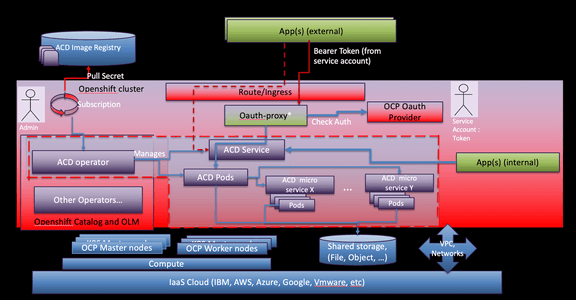 App(s) (external)
ACD Image Registry
Bearer Token (from
service account)
Pull Secret
Openshift cluster
Subscription
Route/Ingress
Admin
Oauth-proxy*
Check Auth
OCP Oauth
Provider
Service
Account :
Token
Manages
ACD Service
ACD operator
App(s) (internal)
ACD Pods
ACD micro
service X
...
ACD micro
service Y
Pods
Pods
Other Operators...
Openshift Catalog and OLM
OCP Master nodes
OCP Worker nodes
Shared storage,
(File, Object, ...)
VPC,
Networks
Compute
IaaS Cloud (IBM, AWS, Azure, Google, Vmware, etc)